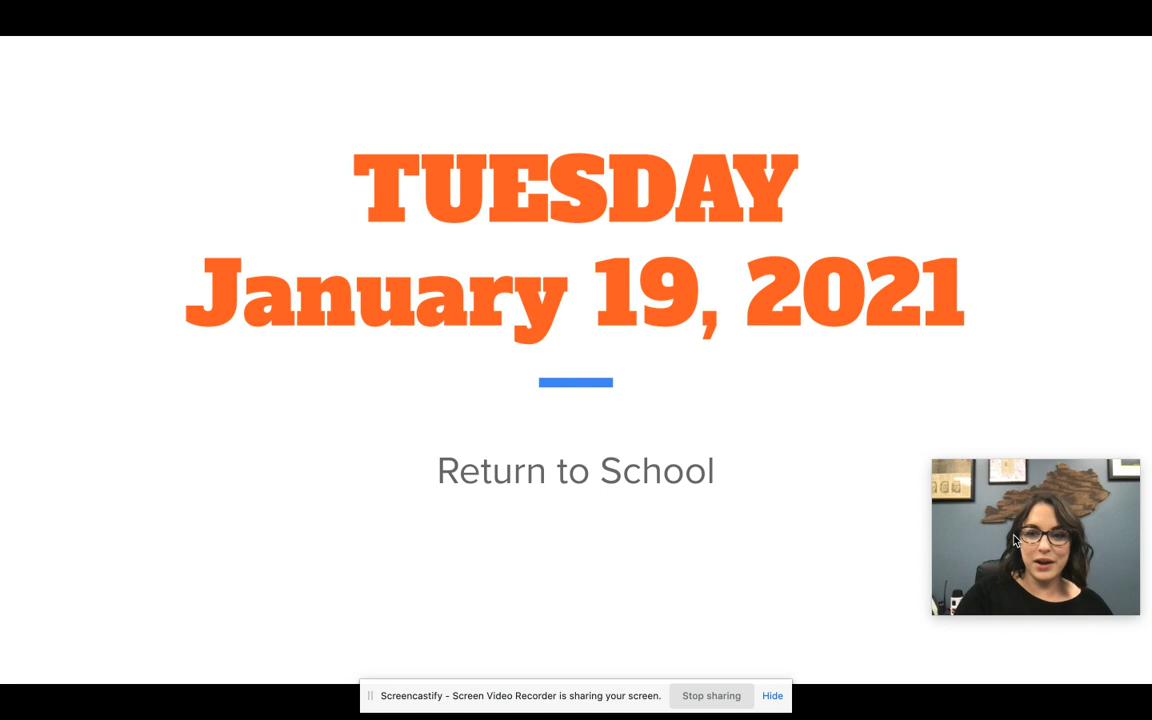 TUESDAY
January 19, 2021
Return to School
Screencastify - Screen Video Recorder is sharing your screen. Stop sharing Hide